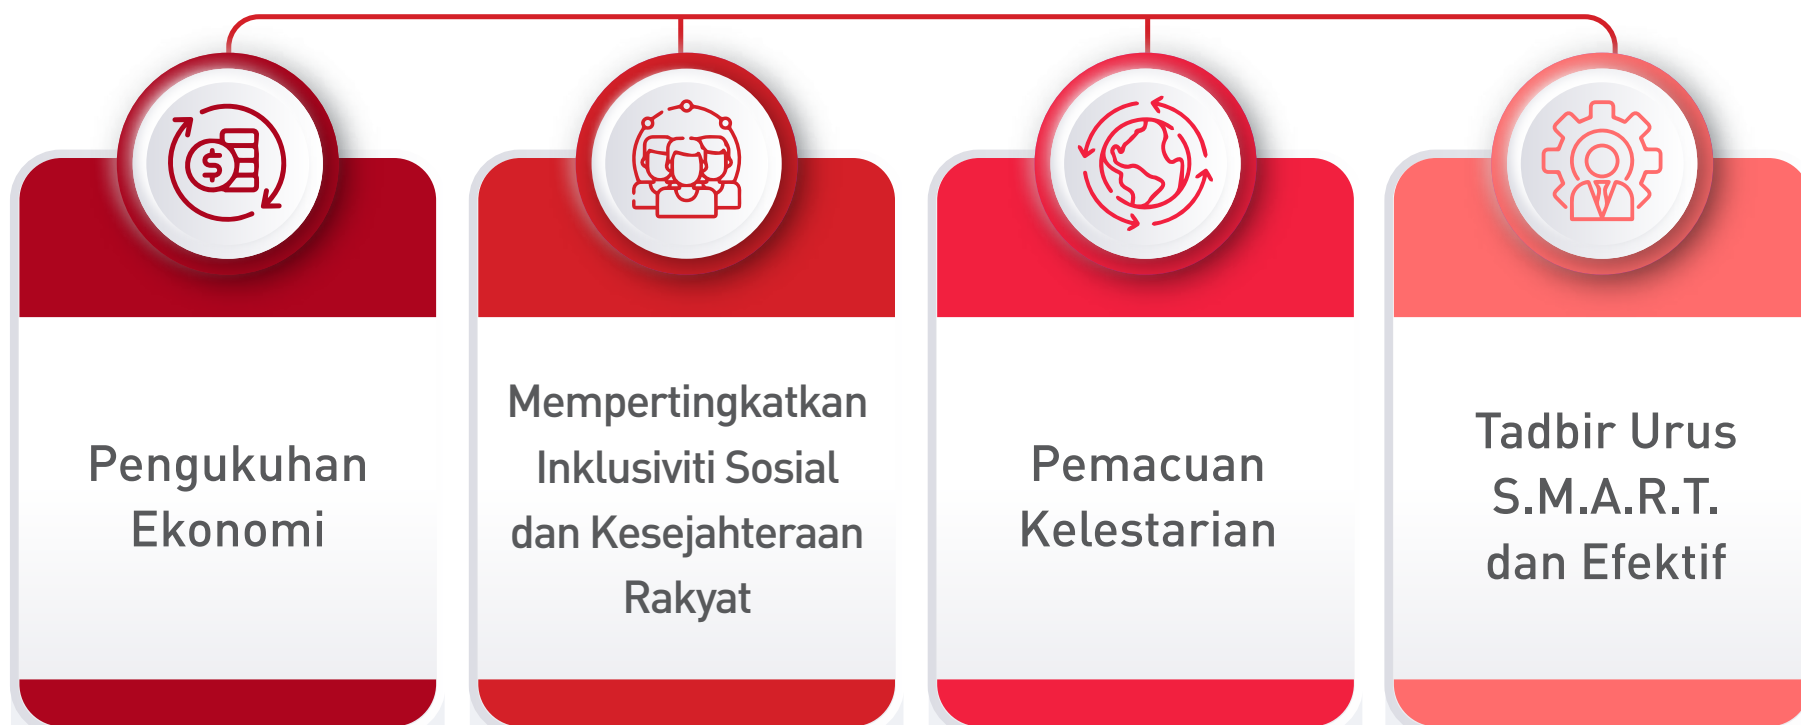 Pengukuhan
Ekonomi
Mempertingkatkan
Inklusiviti Sosial
dan Kesejahteraan
Rakyat
Pemacuan
Kelestarian
Tadbir Urus
S.M.A.R.T.
dan Efektif